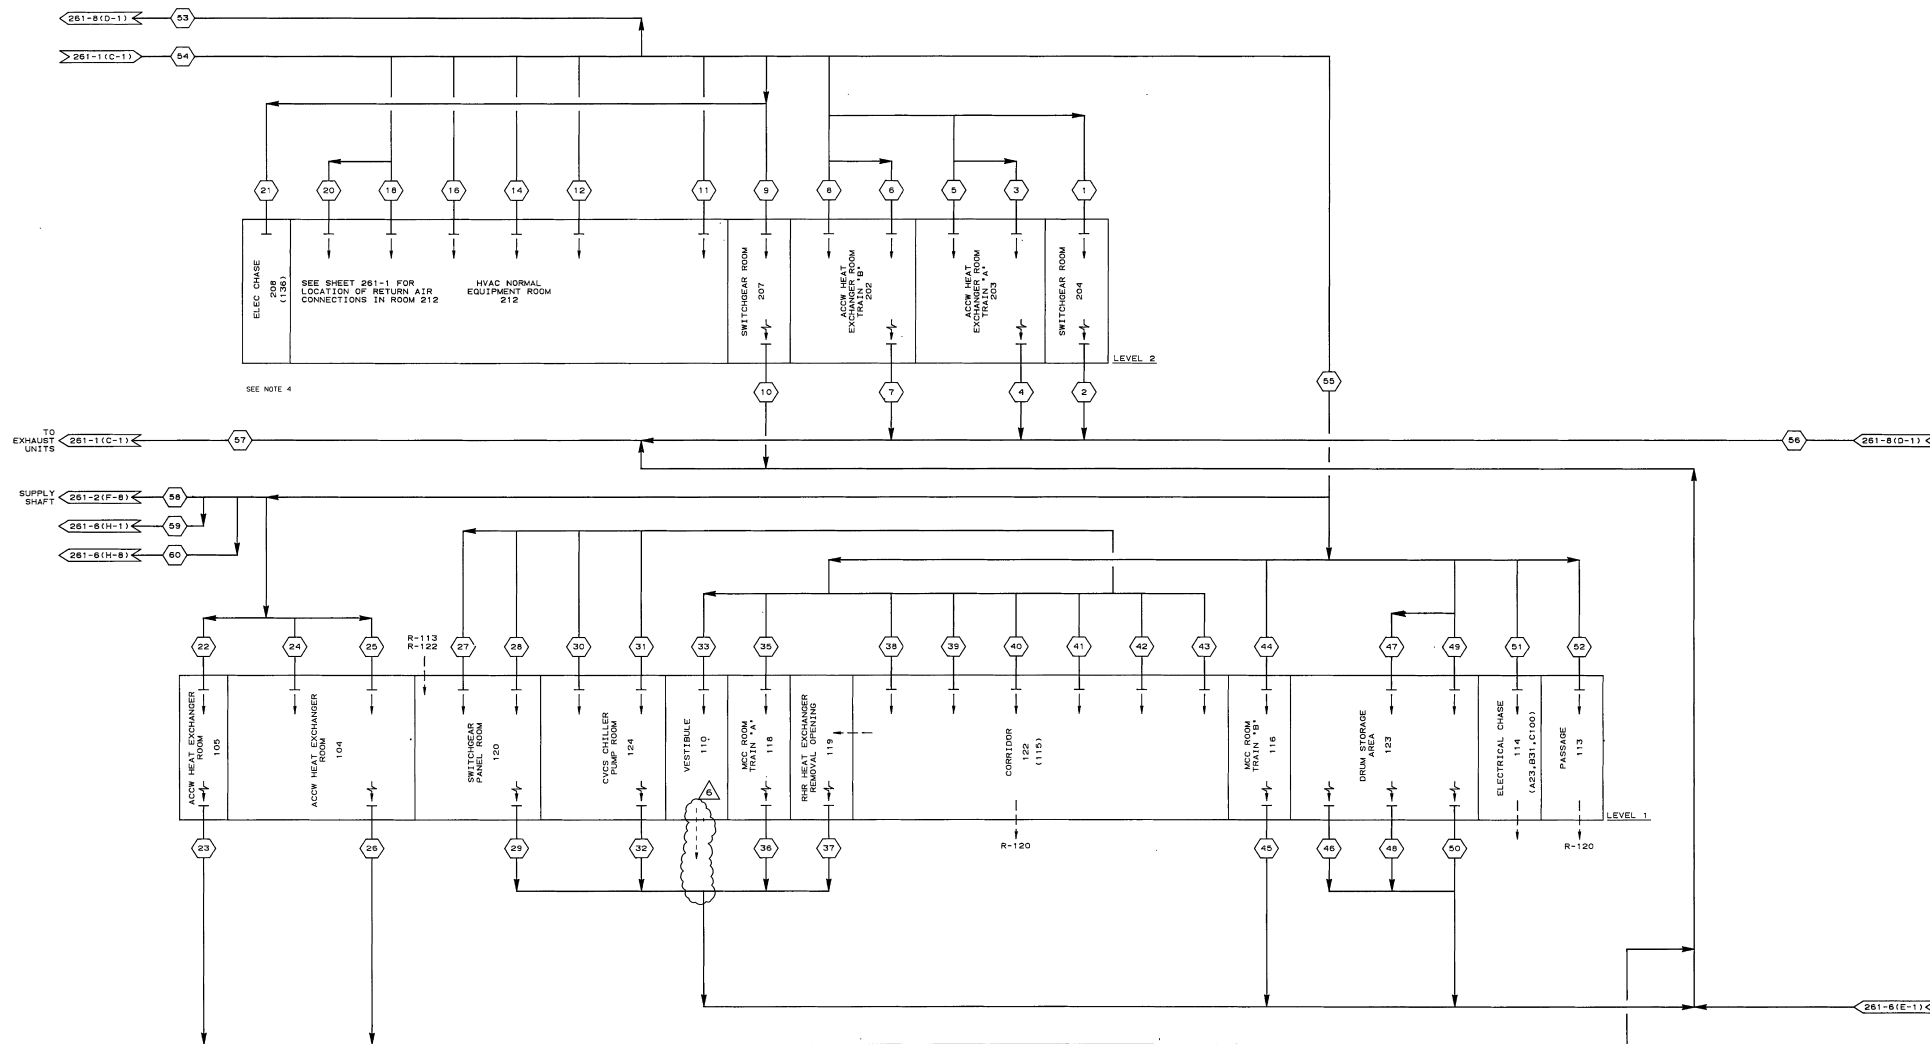 261-8(D-1)
53
261-1(C-1)
54
21
20
18
16
14
12
11
9
8
6
5
3
1
ELEC CHASE
208
(136)
SEE SHEET 261-1 FOR
LOCATION OF RETURN AIR
CONNECTIONS IN ROOM 212
HVAC NORMAL
EQUIPMENT ROOM
212
SWITCHGEAR ROOM
207
ACCW HEAT
EXCHANGER ROOM
TRAIN "B"
202
ACCW HEAT
EXCHANGER ROOM
TRAIN "A"
203
SWITCHGEAR ROOM
204
LEVEL 2
SEE NOTE 4
10
7
4
2
55
TO
EXHAUST
UNITS
261-1(C-1)
57
56
261-8(D-1)
SUPPLY
SHAFT
261-2(F-8)
58
261-6(H-1)
59
261-6(H-8)
60
22
24
25
R-113
R-122
27
28
30
31
33
35
38
39
40
41
42
43
44
47
49
51
52
ACCW HEAT EXCHANGER
ROOM
105
ACCW HEAT EXCHANGER
ROOM
104
SWITCHGEAR
PANEL ROOM
120
CVCS CHILLER
PUMP ROOM
124
VESTIBULE
110
6
MCC ROOM
TRAIN "A"
118
RHR HEAT EXCHANGER
REMOVAL OPENING
119
CORRIDOR
122
(115)
MCC ROOM
TRAIN "B"
116
DRUM STORAGE
AREA
123
ELECTRICAL CHASE
114
(A23,B31,C100)
PASSAGE
113
LEVEL 1
23
26
29
32
36
37
R-120
45
46
48
50
R-120
261-6(E-1)